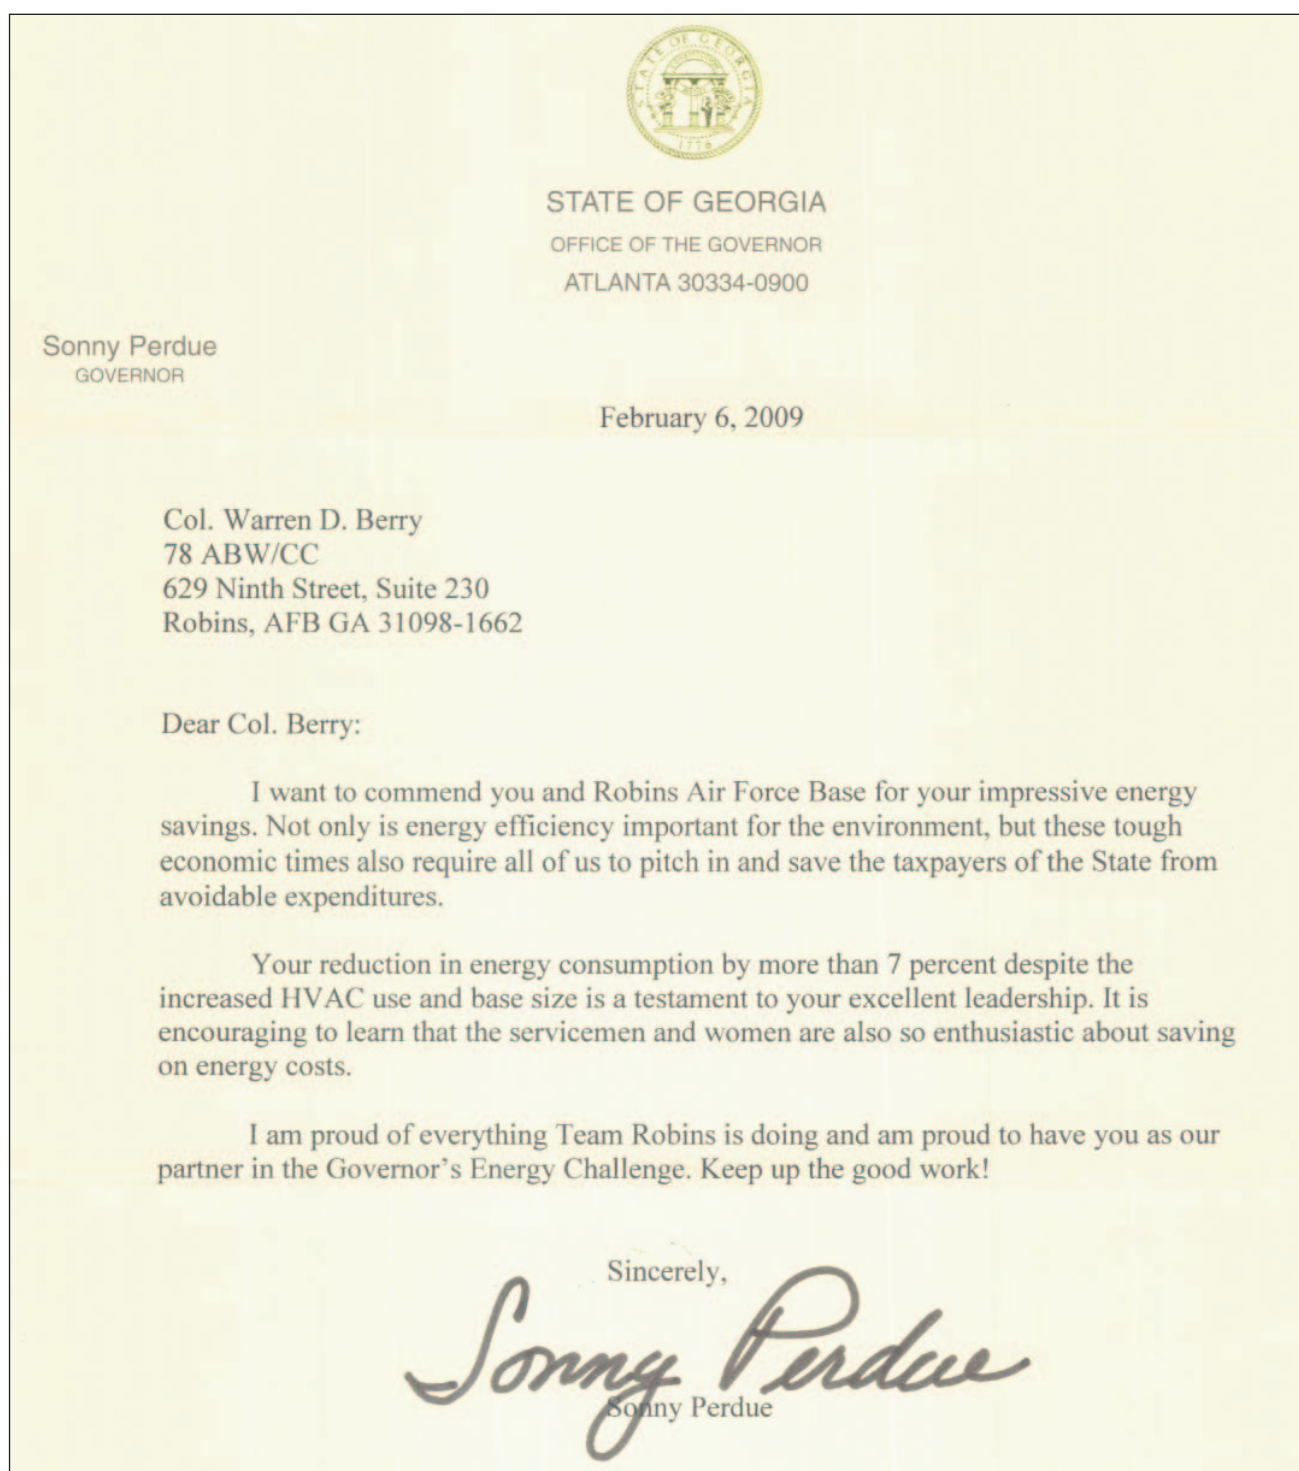 STATE OF GEORGIA
1776
STATE OF GEORGIA
OFFICE OF THE GOVERNOR
ATLANTA 30334-0900
Sonny Perdue
GOVERNOR
February 6, 2009
Col. Warren D. Berry
78 ABW/CC
629 Ninth Street, Suite 230
Robins, AFB GA 31098-1662
Dear Col. Berry:
I want to commend you and Robins Air Force Base for your impressive energy
savings. Not only is energy efficiency important for the environment, but these tough
economic times also require all of us to pitch in and save the taxpayers of the State from
avoidable expenditures.
Your reduction in energy consumption by more than 7 percent despite the
increased HVAC use and base size is a testament to your excellent leadership. It is
encouraging to learn that the servicemen and women are also so enthusiastic about saving
on energy costs.
I am proud of everything Team Robins is doing and am proud to have you as our
partner in the Governor's Energy Challenge. Keep up the good work!
Sincerely,
Sonny Perdue
Sonny Perdue